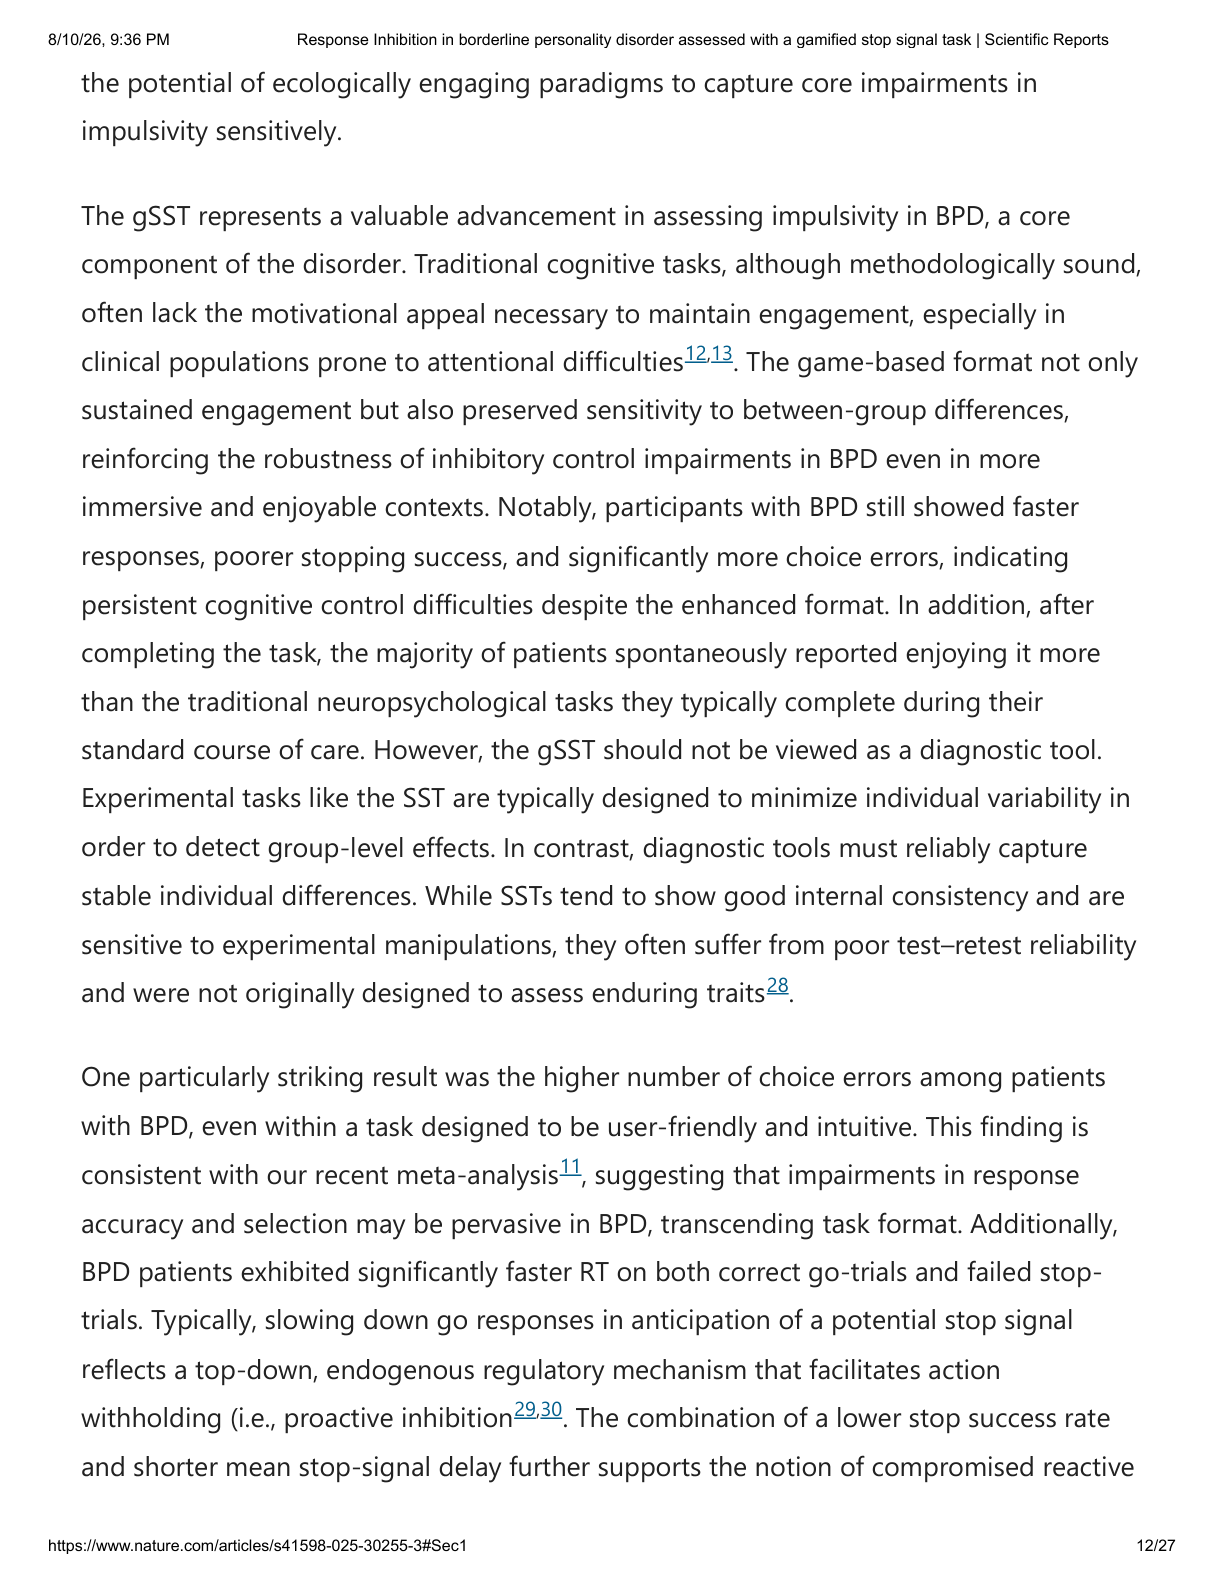 8/10/26, 9:36 PM Response Inhibition in borderline personality disorder assessed with a gamified stop signal task | Scientific Reports
the potential of ecologically engaging paradigms to capture core impairments in
impulsivity sensitively.
The gSST represents a valuable advancement in assessing impulsivity in BPD, a core
component of the disorder. Traditional cognitive tasks, although methodologically sound,
often lack the motivational appeal necessary to maintain engagement, especially in
clinical populations prone to attentional difficulties12,13. The game-based format not only
sustained engagement but also preserved sensitivity to between-group differences,
reinforcing the robustness of inhibitory control impairments in BPD even in more
immersive and enjoyable contexts. Notably, participants with BPD still showed faster
responses, poorer stopping success, and significantly more choice errors, indicating
persistent cognitive control difficulties despite the enhanced format. In addition, after
completing the task, the majority of patients spontaneously reported enjoying it more
than the traditional neuropsychological tasks they typically complete during their
standard course of care. However, the gSST should not be viewed as a diagnostic tool.
Experimental tasks like the SST are typically designed to minimize individual variability in
order to detect group-level effects. In contrast, diagnostic tools must reliably capture
stable individual differences. While SSTs tend to show good internal consistency and are
sensitive to experimental manipulations, they often suffer from poor test–retest reliability
and were not originally designed to assess enduring traits28.
One particularly striking result was the higher number of choice errors among patients
with BPD, even within a task designed to be user-friendly and intuitive. This finding is
consistent with our recent meta-analysis11, suggesting that impairments in response
accuracy and selection may be pervasive in BPD, transcending task format. Additionally,
BPD patients exhibited significantly faster RT on both correct go-trials and failed stop-
trials. Typically, slowing down go responses in anticipation of a potential stop signal
reflects a top-down, endogenous regulatory mechanism that facilitates action
withholding (i.e., proactive inhibition29,30. The combination of a lower stop success rate
and shorter mean stop-signal delay further supports the notion of compromised reactive
https://www.nature.com/articles/s41598-025-30255-3#Sec1 12/27